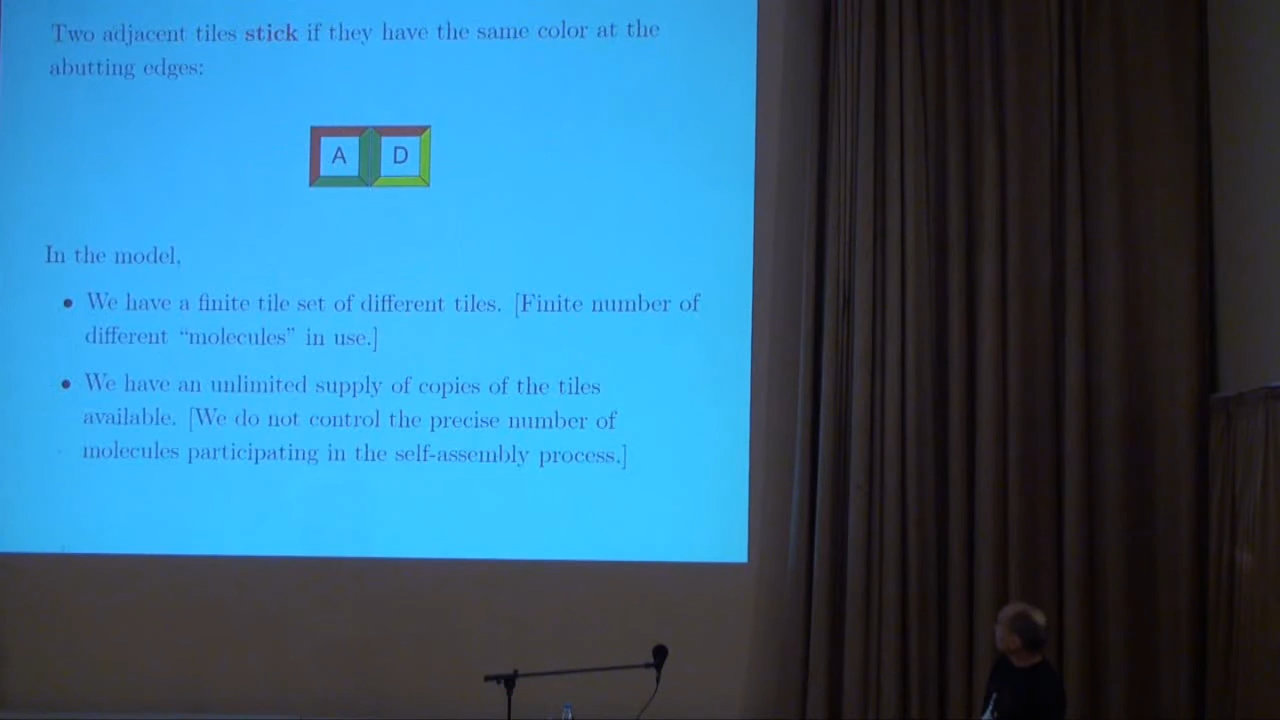 Two adjacent tiles stick if they have the same color at the
abutting edges:
A D
In the model,
• We have a finite tile set of different tiles. [Finite number of
different “molecules” in use.]
• We have an unlimited supply of copies of the tiles
available. [We do not control the precise number of
molecules participating in the self-assembly process.]